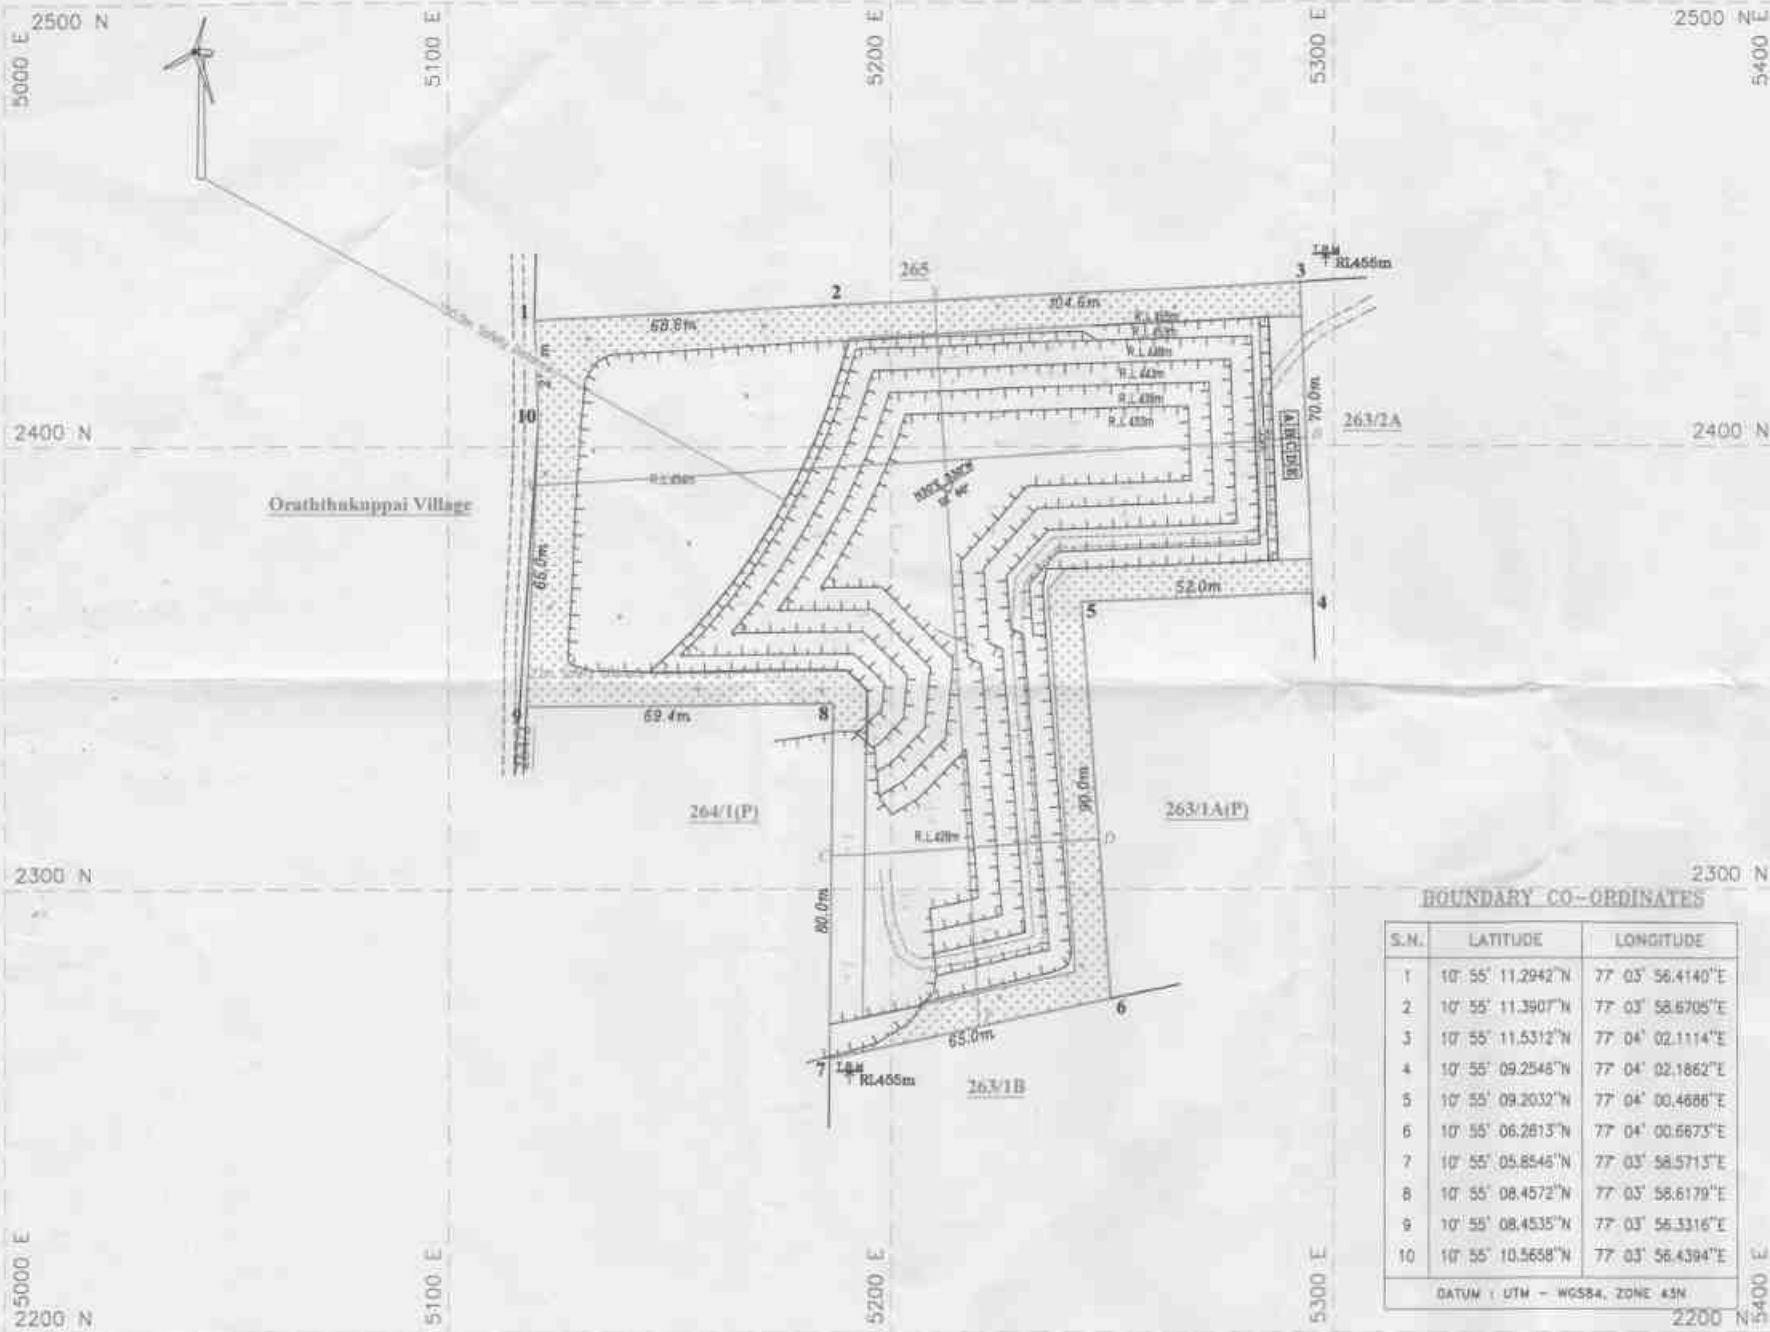 2500 N
2500 N
5000 E
5100 E
5200 E
5300 E
5400 E
265
T.B.M
RL455m
3
2
1
68.8m
104.6m
R.L.448m
R.L.443m
R.L.438m
R.L.433m
10
70.0m
263/2A
2400 N
2400 N
Oraththukuppai Village
66.0m
52.0m
5
4
9
69.4m
8
264/1(P)
90.0m
263/1A(P)
R.L.428m
C
D
2300 N
2300 N
80.0m
6
65.0m
7
T.B.M
RL455m
263/1B
BOUNDARY CO-ORDINATES
S.N. LATITUDE LONGITUDE
1 10° 55' 11.2942"N 77° 03' 56.4140"E
2 10° 55' 11.3907"N 77° 03' 58.6705"E
3 10° 55' 11.5312"N 77° 04' 02.1114"E
4 10° 55' 09.2546"N 77° 04' 02.1862"E
5 10° 55' 09.2032"N 77° 04' 00.4686"E
6 10° 55' 06.2613"N 77° 04' 00.6673"E
7 10° 55' 05.8546"N 77° 03' 58.5713"E
8 10° 55' 08.4572"N 77° 03' 58.6179"E
9 10° 55' 08.4535"N 77° 03' 56.3316"E
10 10° 55' 10.5658"N 77° 03' 56.4394"E
DATUM : UTM - WGS84, ZONE 43N
5000 E
5100 E
5200 E
5300 E
5400 E
2200 N
2200 N